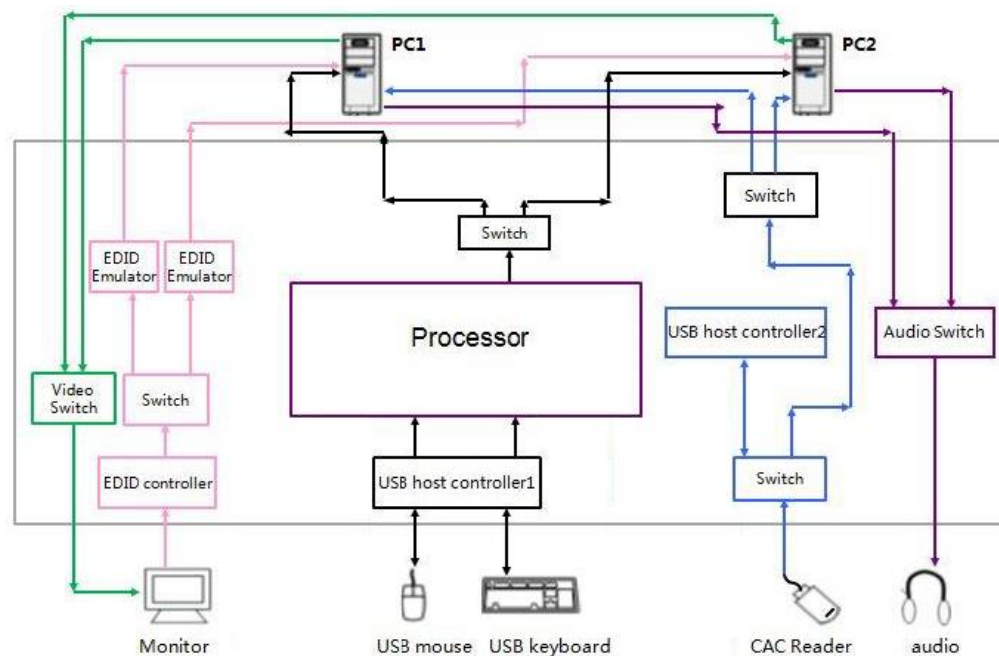 PC1
PC2
Switch
Switch
EDID
Emulator
EDID
Emulator
Processor
USB host controller2
Audio Switch
Video
Switch
Switch
EDID controller
USB host controller1
Switch
Monitor
USB mouse
USB keyboard
CAC Reader
audio